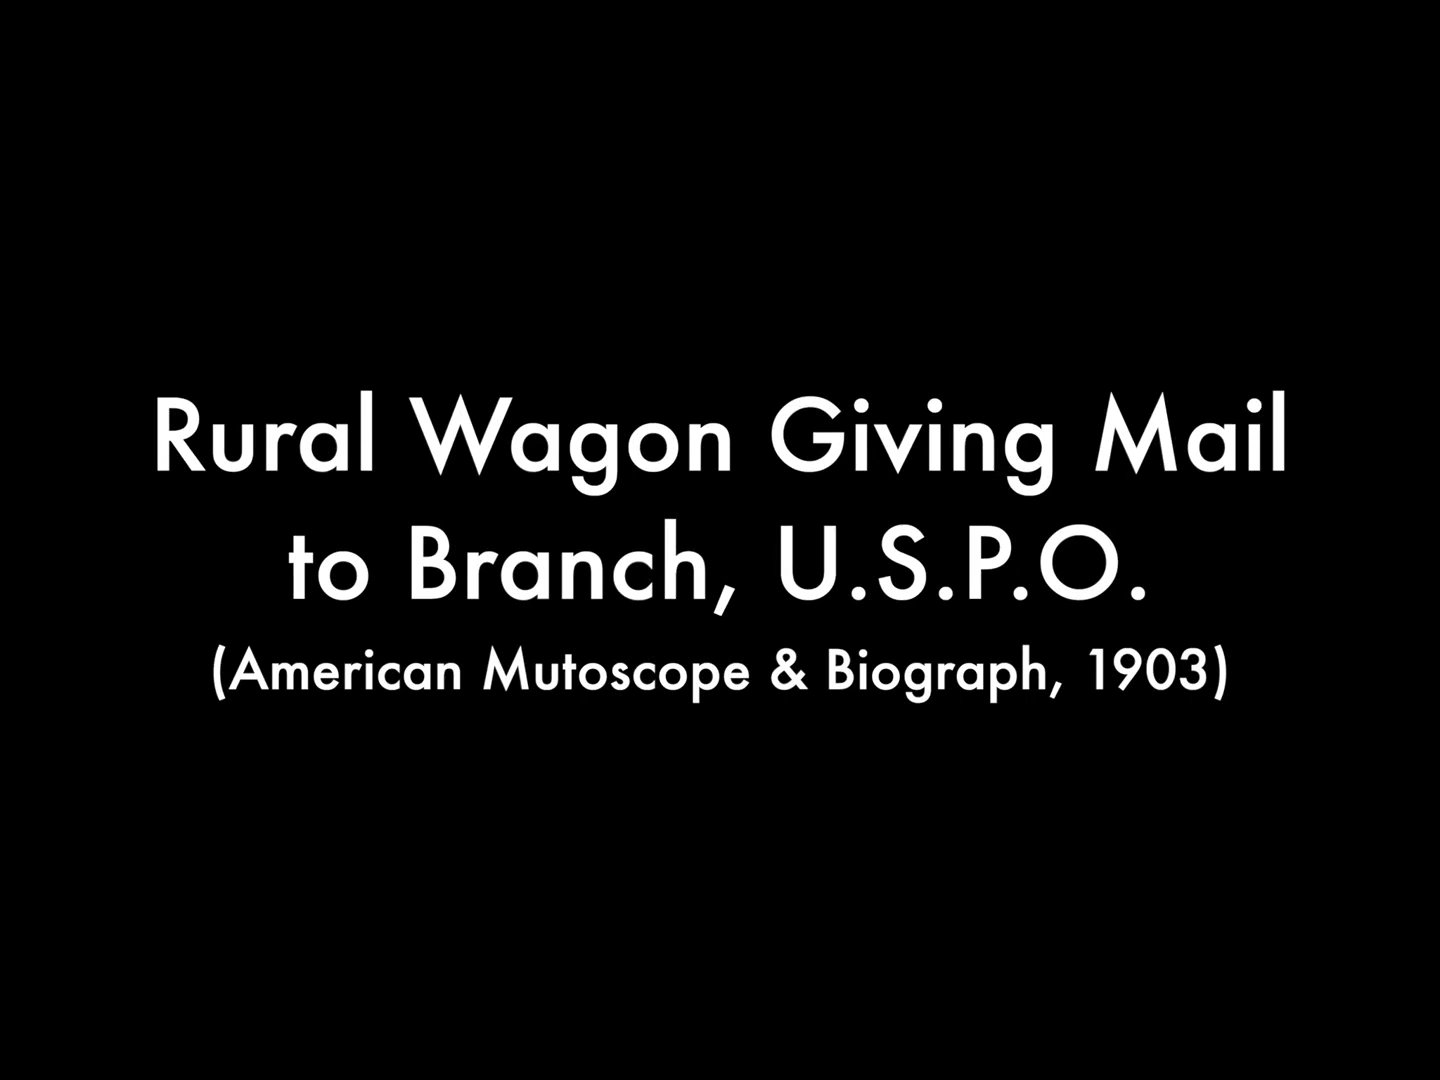 Rural Wagon Giving Mail
to Branch, U.S.P.O.
(American Mutoscope & Biograph, 1903)